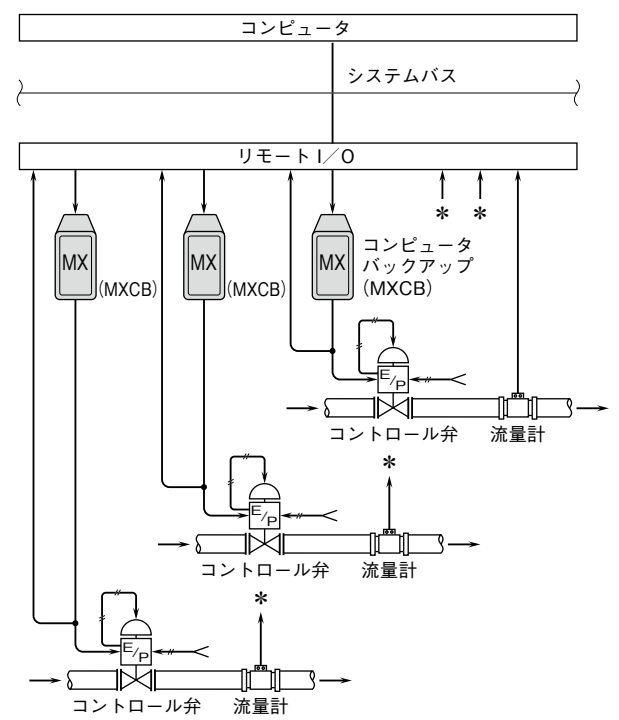 コンピュータ
システムバス
リモートI／O
＊ ＊
MX
(MXCB)
MX
(MXCB)
MX
コンピュータ
バックアップ
(MXCB)
E/P
コントロール弁
流量計
＊
E/P
コントロール弁
流量計
＊
E/P
コントロール弁
流量計